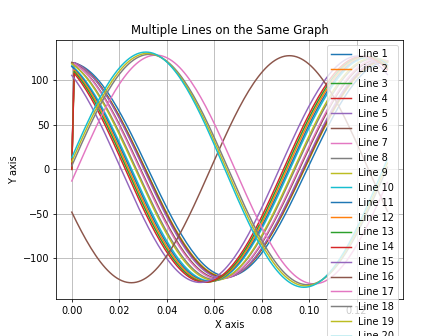 Multiple Lines on the Same Graph
Y axis
100
50
0
−50
−100
0.00
0.02
0.04
0.06
0.08
0.10
X axis
Line 1
Line 2
Line 3
Line 4
Line 5
Line 6
Line 7
Line 8
Line 9
Line 10
Line 11
Line 12
Line 13
Line 14
Line 15
Line 16
Line 17
Line 18
Line 19
Line 20